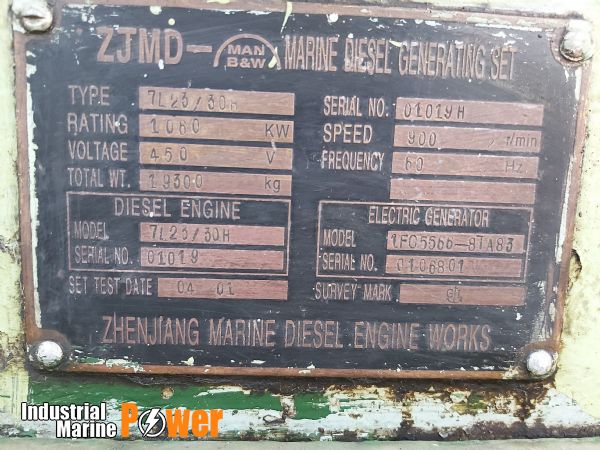 ZJMD- MAN B&W MARINE DIESEL GENERATING SET
TYPE 7L23/30H SERIAL NO. 01019H
RATING 1060 KW SPEED 900 r/min
VOLTAGE 450 V FREQUENCY 60 Hz
TOTAL WT. 19300 kg
DIESEL ENGINE ELECTRIC GENERATOR
MODEL 7L23/30H MODEL
SERIAL NO. 01019 SERIAL NO. 0106801
SET TEST DATE 04 01 SURVEY MARK
ZHENJIANG MARINE DIESEL ENGINE WORKS
Industrial Marine Power